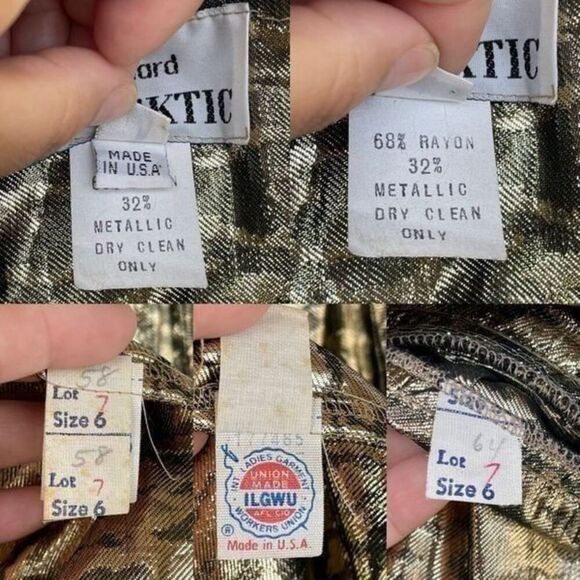 ard
KTIC
MADE
IN U.S.A
32%
METALLIC
DRY CLEAN
ONLY
KTIC
68% RAYON
32%
METALLIC
DRY CLEAN
ONLY
58
Lot 7
Size 6
58
Lot 7
Size 6
177465
INT LADIES GARMENT
UNION
MADE
ILGWU
AFL CIO
WORKERS UNION
®
Made in U.S.A.
Size
64
Lot 7
Size 6